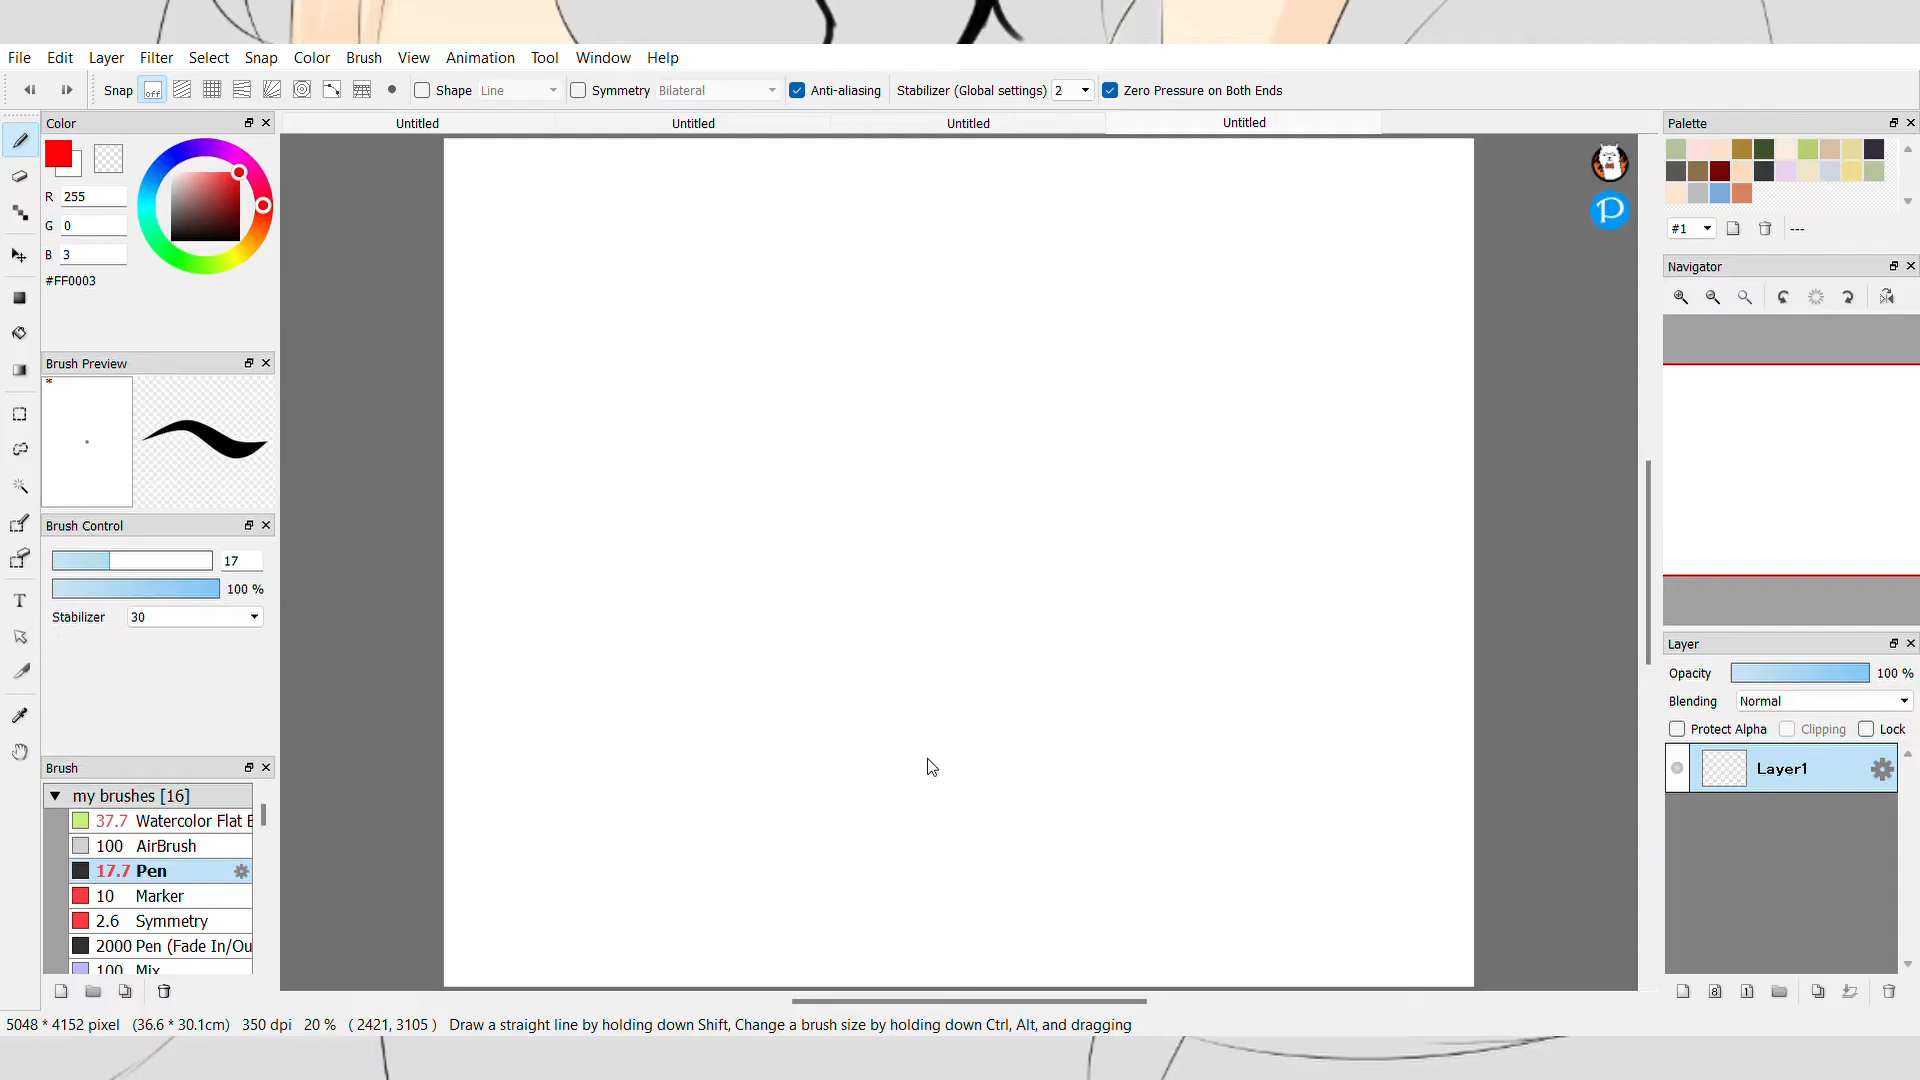 File Edit Layer Filter Select Snap Color Brush View Animation Tool Window Help
Snap off Shape Line Symmetry Bilateral Anti-aliasing Stabilizer (Global settings) 2 Zero Pressure on Both Ends
Color
Untitled Untitled Untitled Untitled
R 255
G 0
B 3
#FF0003
Brush Preview
*
Brush Control
17
100 %
Stabilizer 30
T
Brush
my brushes [16]
37.7 Watercolor Flat
100 AirBrush
17.7 Pen
10 Marker
2.6 Symmetry
2000 Pen (Fade In/Ou
100 Mix
P
Palette
#1 ---
Navigator
Layer
Opacity 100 %
Blending Normal
Protect Alpha Clipping Lock
Layer1
8 1
5048 * 4152 pixel (36.6 * 30.1cm) 350 dpi 20 % ( 2421, 3105 ) Draw a straight line by holding down Shift, Change a brush size by holding down Ctrl, Alt, and dragging